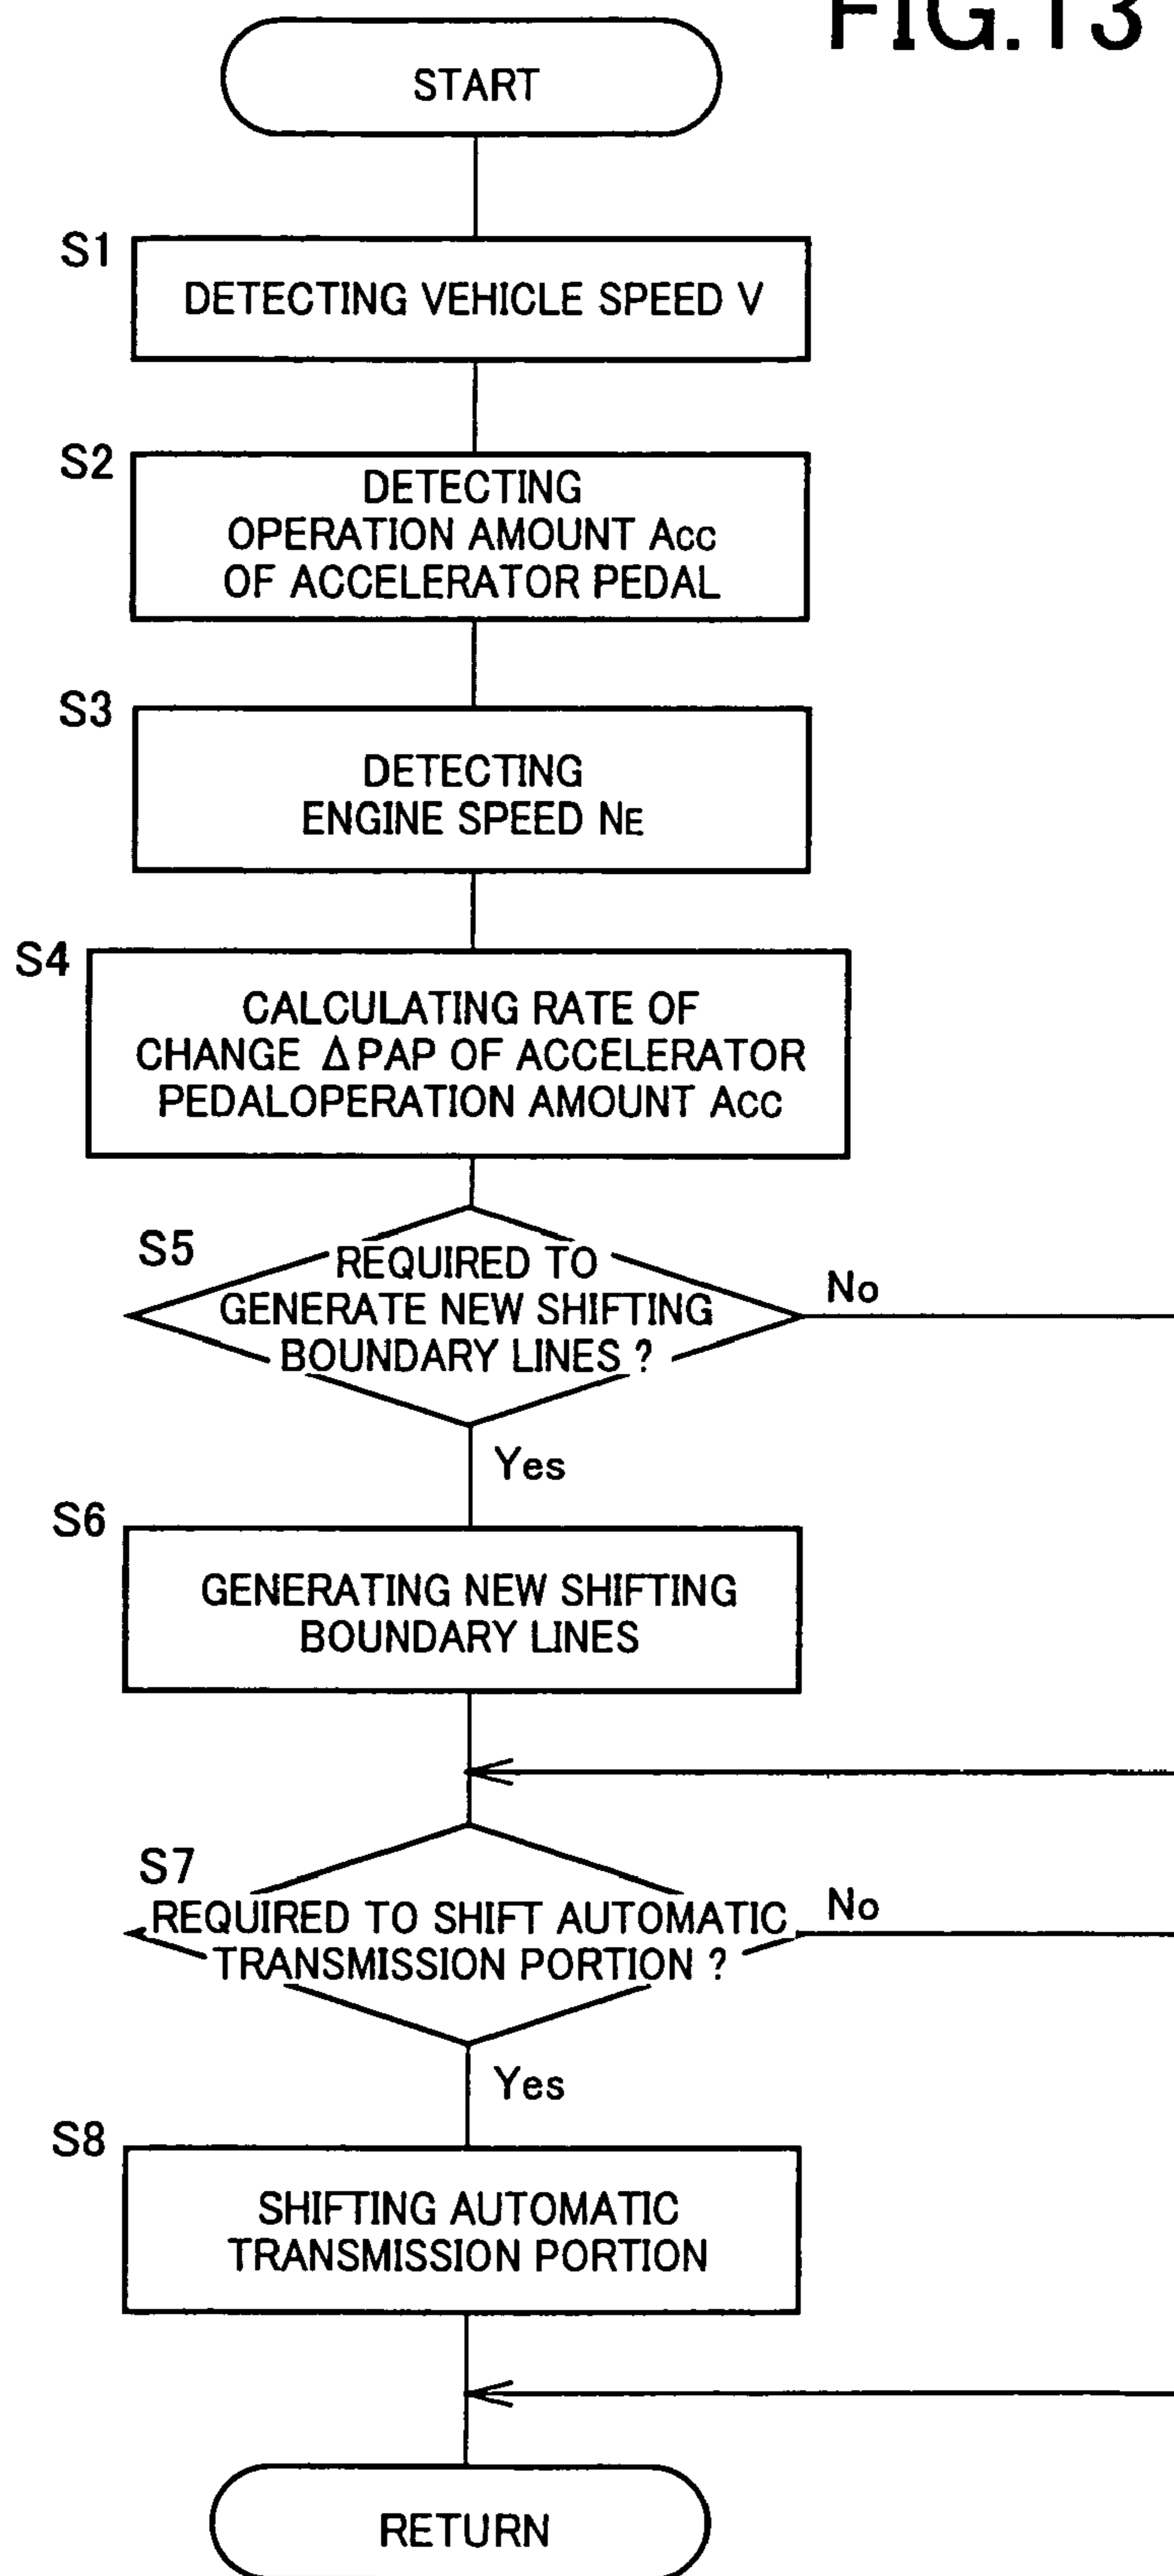 FIG.13
START
S1
DETECTING VEHICLE SPEED V
S2
DETECTING
OPERATION AMOUNT ACC
OF ACCELERATOR PEDAL
S3
DETECTING
ENGINE SPEED NE
S4
CALCULATING RATE OF
CHANGE ΔPAP OF ACCELERATOR
PEDALOPERATION AMOUNT ACC
S5
REQUIRED TO
GENERATE NEW SHIFTING
BOUNDARY LINES ?
No
Yes
S6
GENERATING NEW SHIFTING
BOUNDARY LINES
S7
REQUIRED TO SHIFT AUTOMATIC
TRANSMISSION PORTION ?
No
Yes
S8
SHIFTING AUTOMATIC
TRANSMISSION PORTION
RETURN